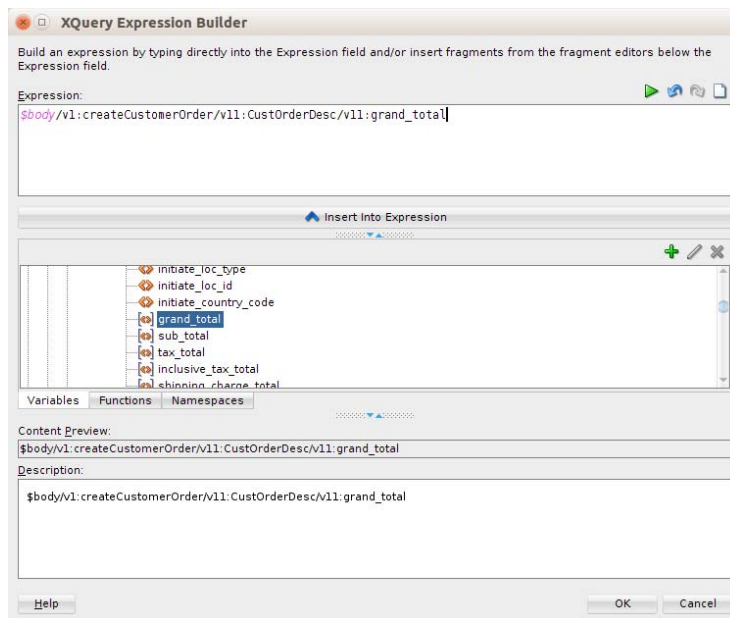 XQuery Expression Builder
Build an expression by typing directly into the Expression field and/or insert fragments from the fragment editors below the
Expression field.
Expression:
$body/v1:createCustomerOrder/v11:CustOrderDesc/v11:grand_total
Insert Into Expression
initiate_loc_type
initiate_loc_id
initiate_country_code
grand_total
sub_total
tax_total
inclusive_tax_total
shipping_charge_total
Variables Functions Namespaces
Content Preview:
$body/v1:createCustomerOrder/v11:CustOrderDesc/v11:grand_total
Description:
$body/v1:createCustomerOrder/v11:CustOrderDesc/v11:grand_total
Help OK Cancel